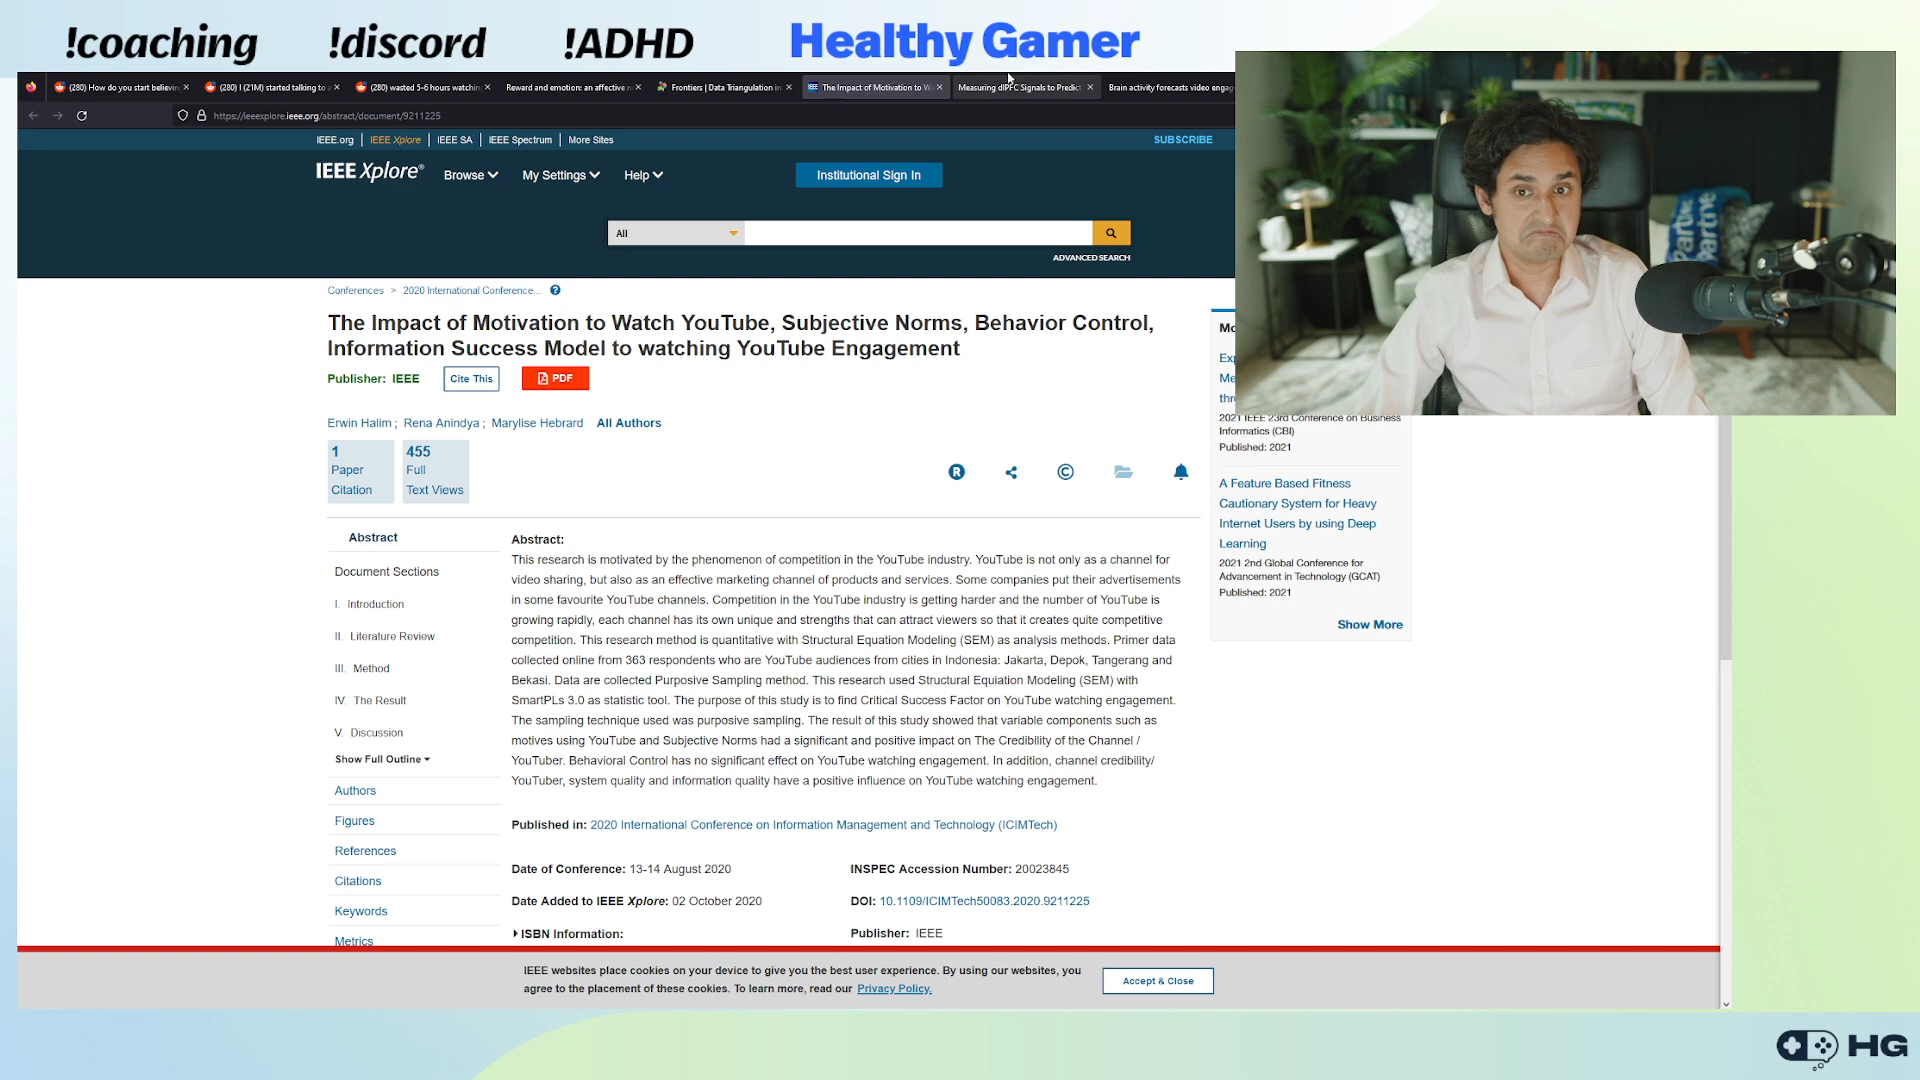 !coaching !discord !ADHD Healthy Gamer
(280) How do you start believin
(280) I (21M) started talking to a
(280) wasted 5-6 hours watchin
Reward and emotion: an affective n
Frontiers | Data Triangulation in
The Impact of Motivation to W
Measuring dlPFC Signals to Predic
Brain activity forecasts video engag
https://ieeexplore.ieee.org/abstract/document/9211225
IEEE.org IEEE Xplore IEEE SA IEEE Spectrum More Sites SUBSCRIBE
IEEE Xplore® Browse My Settings Help Institutional Sign In
All
ADVANCED SEARCH
Conferences > 2020 International Conference... ?
The Impact of Motivation to Watch YouTube, Subjective Norms, Behavior Control,
Information Success Model to watching YouTube Engagement
Publisher: IEEE Cite This PDF
Erwin Halim ; Rena Anindya ; Marylise Hebrard All Authors
1
Paper
Citation
455
Full
Text Views
R ©
Abstract
Document Sections
I. Introduction
II. Literature Review
III. Method
IV. The Result
V. Discussion
Show Full Outline
Authors
Figures
References
Citations
Keywords
Metrics
Abstract:
This research is motivated by the phenomenon of competition in the YouTube industry. YouTube is not only as a channel for
video sharing, but also as an effective marketing channel of products and services. Some companies put their advertisements
in some favourite YouTube channels. Competition in the YouTube industry is getting harder and the number of YouTube is
growing rapidly, each channel has its own unique and strengths that can attract viewers so that it creates quite competitive
competition. This research method is quantitative with Structural Equation Modeling (SEM) as analysis methods. Primer data
collected online from 363 respondents who are YouTube audiences from cities in Indonesia: Jakarta, Depok, Tangerang and
Bekasi. Data are collected Purposive Sampling method. This research used Structural Equiation Modeling (SEM) with
SmartPLs 3.0 as statistic tool. The purpose of this study is to find Critical Success Factor on YouTube watching engagement.
The sampling technique used was purposive sampling. The result of this study showed that variable components such as
motives using YouTube and Subjective Norms had a significant and positive impact on The Credibility of the Channel /
YouTuber. Behavioral Control has no significant effect on YouTube watching engagement. In addition, channel credibility/
YouTuber, system quality and information quality have a positive influence on YouTube watching engagement.
Published in: 2020 International Conference on Information Management and Technology (ICIMTech)
Date of Conference: 13-14 August 2020
INSPEC Accession Number: 20023845
Date Added to IEEE Xplore: 02 October 2020
DOI: 10.1109/ICIMTech50083.2020.9211225
ISBN Information:
Publisher: IEEE
Mo
Exp
Me
thr
2021 IEEE 23rd Conference on Business
Informatics (CBI)
Published: 2021
A Feature Based Fitness
Cautionary System for Heavy
Internet Users by using Deep
Learning
2021 2nd Global Conference for
Advancement in Technology (GCAT)
Published: 2021
Show More
IEEE websites place cookies on your device to give you the best user experience. By using our websites, you
agree to the placement of these cookies. To learn more, read our Privacy Policy.
Accept & Close
HG